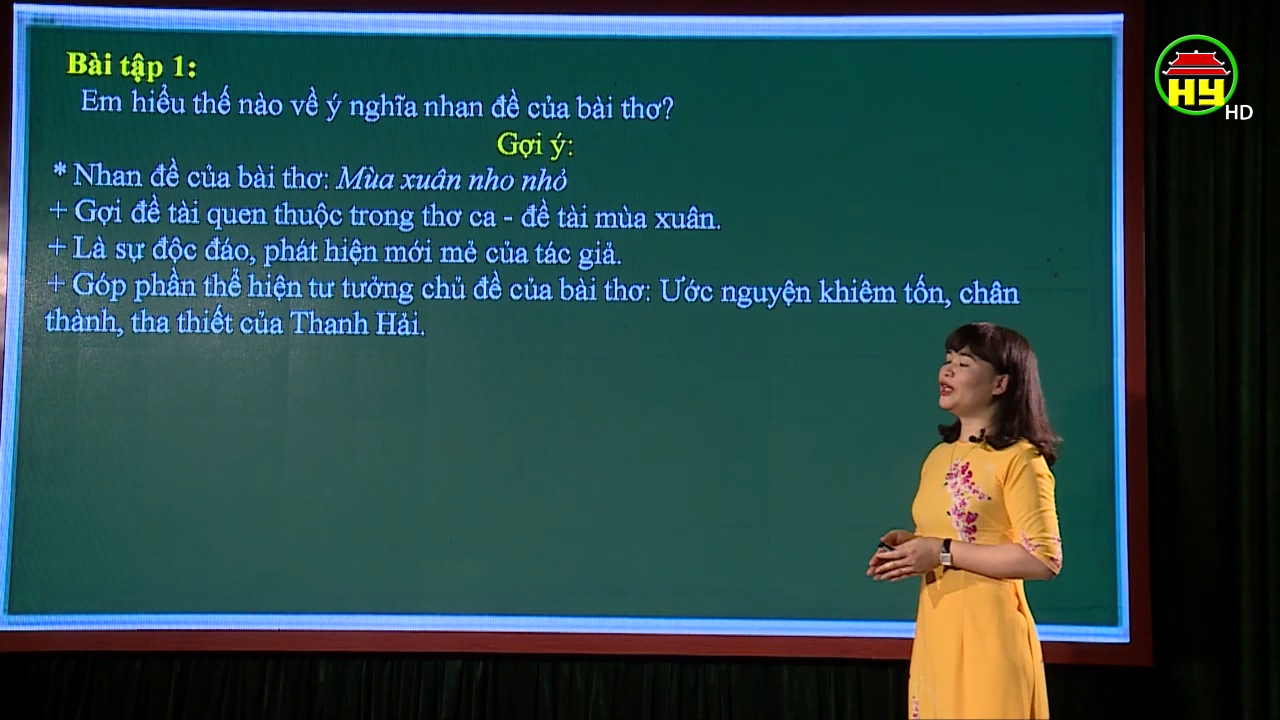 Bài tập 1:
Em hiểu thế nào về ý nghĩa nhan đề của bài thơ?
Gợi ý:
* Nhan đề của bài thơ: Mùa xuân nho nhỏ
+ Gợi đề tài quen thuộc trong thơ ca - đề tài mùa xuân.
+ Là sự độc đáo, phát hiện mới mẻ của tác giả.
+ Góp phần thể hiện tư tưởng chủ đề của bài thơ: Ước nguyện khiêm tốn, chân
thành, tha thiết của Thanh Hải.
HY
HD